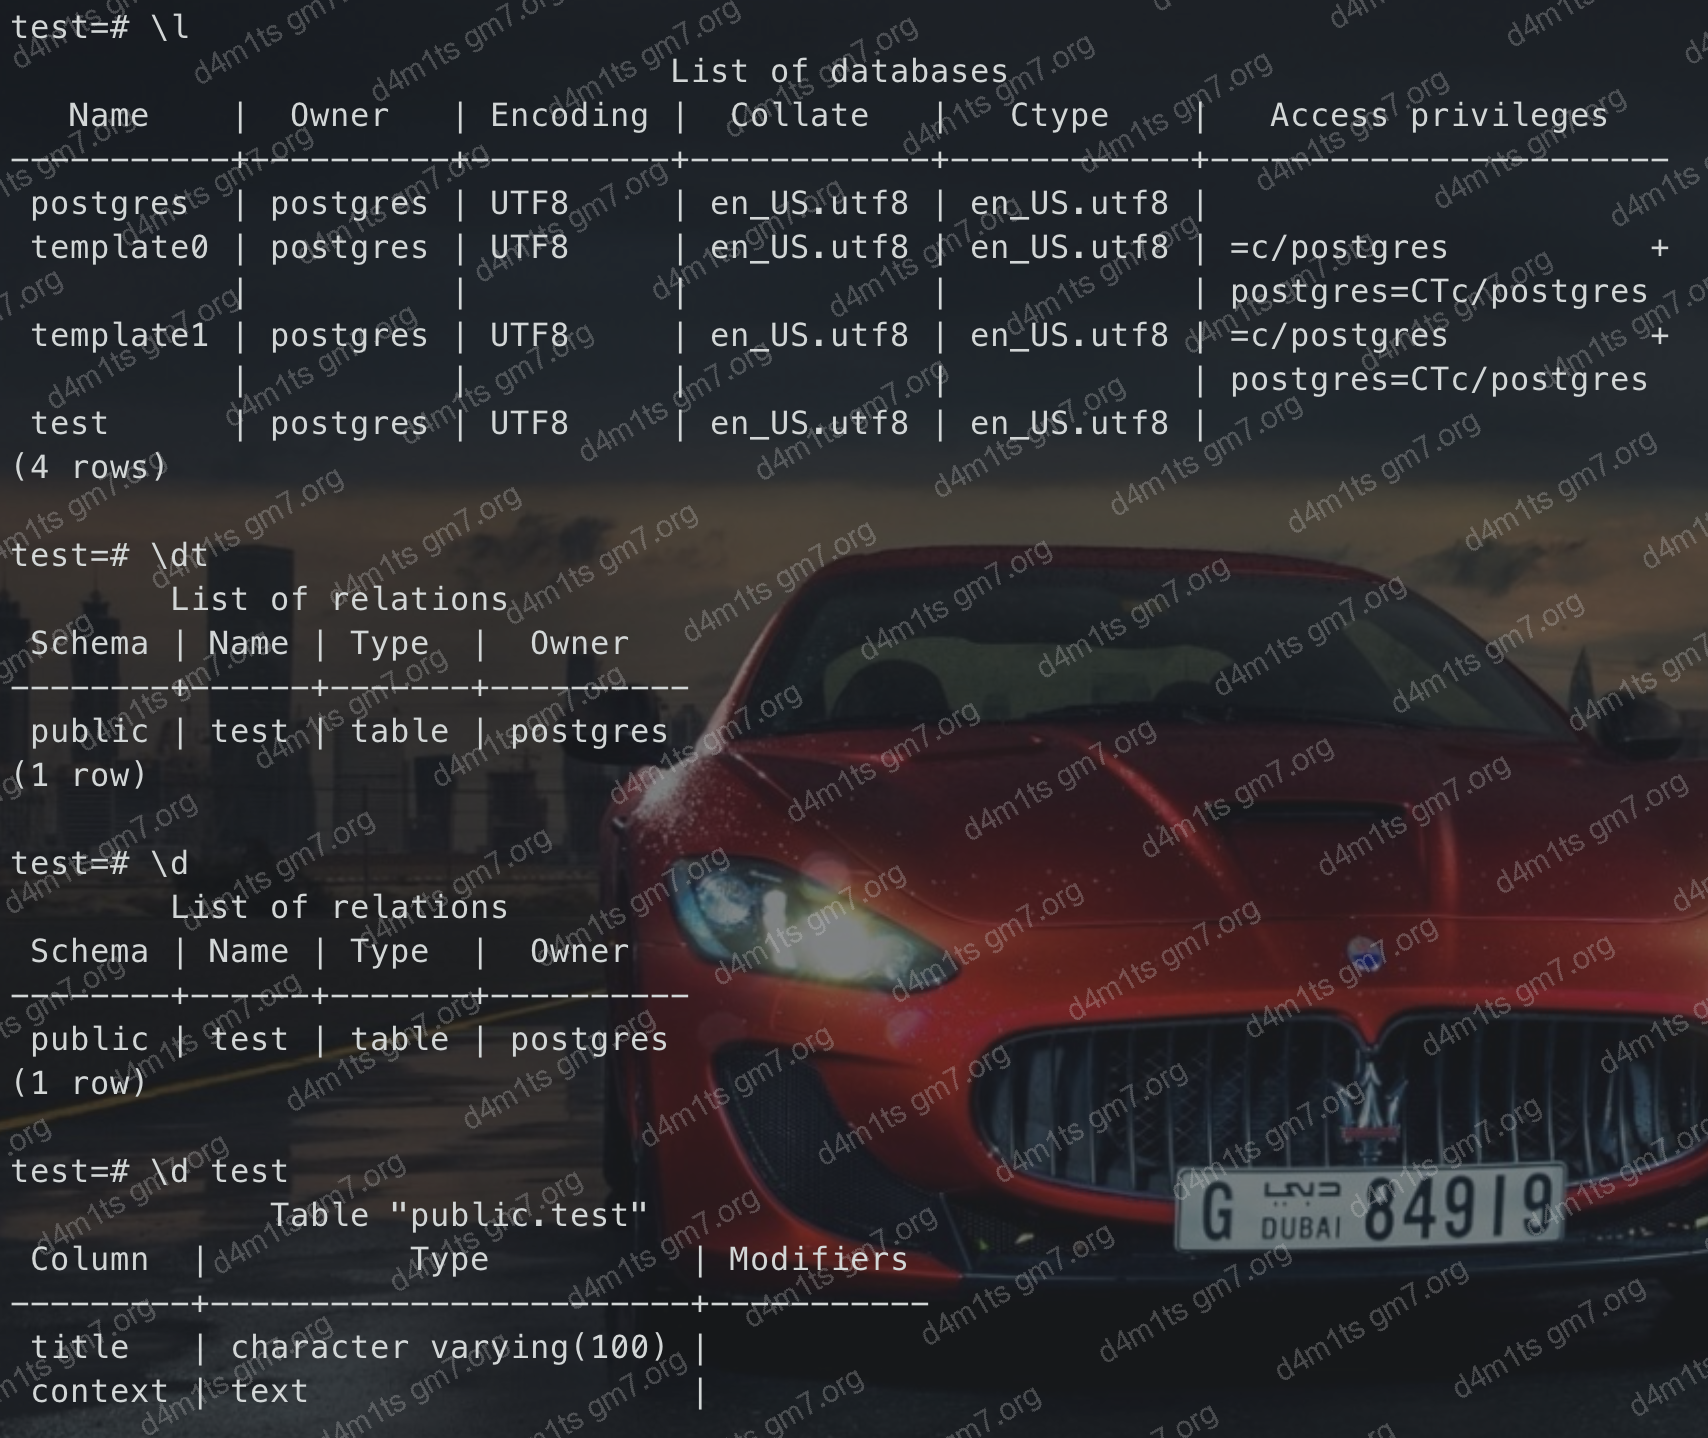 test=# \l
                                 List of databases
   Name    |  Owner   | Encoding |  Collate   |   Ctype    |   Access privileges
-----------+----------+----------+------------+------------+-----------------------
 postgres  | postgres | UTF8     | en_US.utf8 | en_US.utf8 |
 template0 | postgres | UTF8     | en_US.utf8 | en_US.utf8 | =c/postgres          +
           |          |          |            |            | postgres=CTc/postgres
 template1 | postgres | UTF8     | en_US.utf8 | en_US.utf8 | =c/postgres          +
           |          |          |            |            | postgres=CTc/postgres
 test      | postgres | UTF8     | en_US.utf8 | en_US.utf8 |
(4 rows)

test=# \dt
        List of relations
 Schema | Name | Type  |  Owner
--------+------+-------+----------
 public | test | table | postgres
(1 row)

test=# \d
        List of relations
 Schema | Name | Type  |  Owner
--------+------+-------+----------
 public | test | table | postgres
(1 row)

test=# \d test
             Table "public.test"
 Column  |          Type          | Modifiers
---------+------------------------+-----------
 title   | character varying(100) |
 context | text                   |
G دبي DUBAI 84919
d4m1ts gm7.org